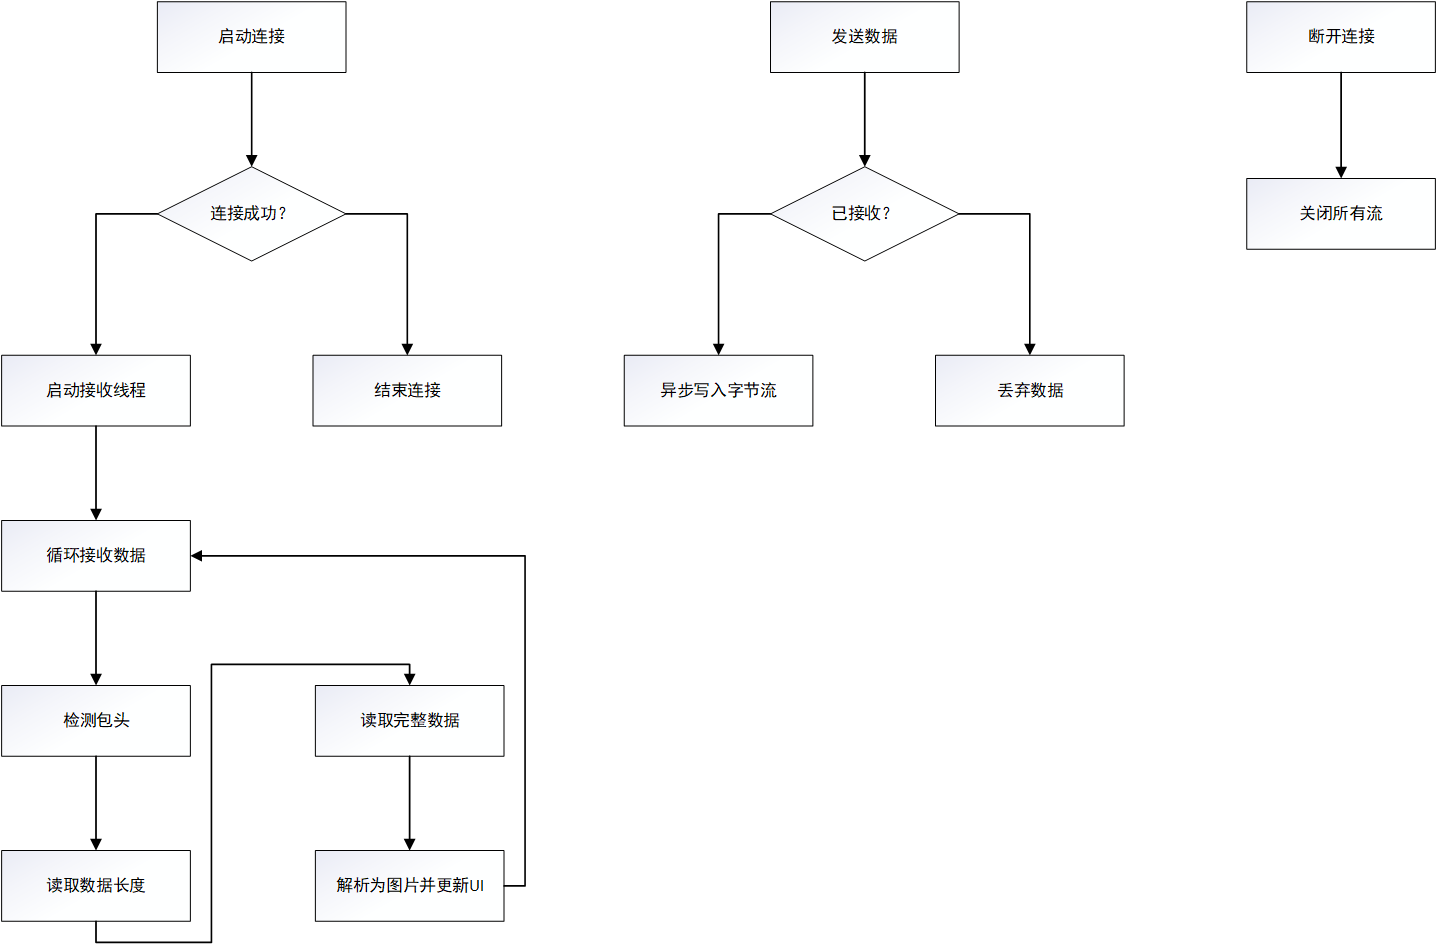 启动连接
发送数据
断开连接
连接成功？
已接收？
关闭所有流
启动接收线程
结束连接
异步写入字节流
丢弃数据
循环接收数据
检测包头
读取完整数据
读取数据长度
解析为图片并更新UI